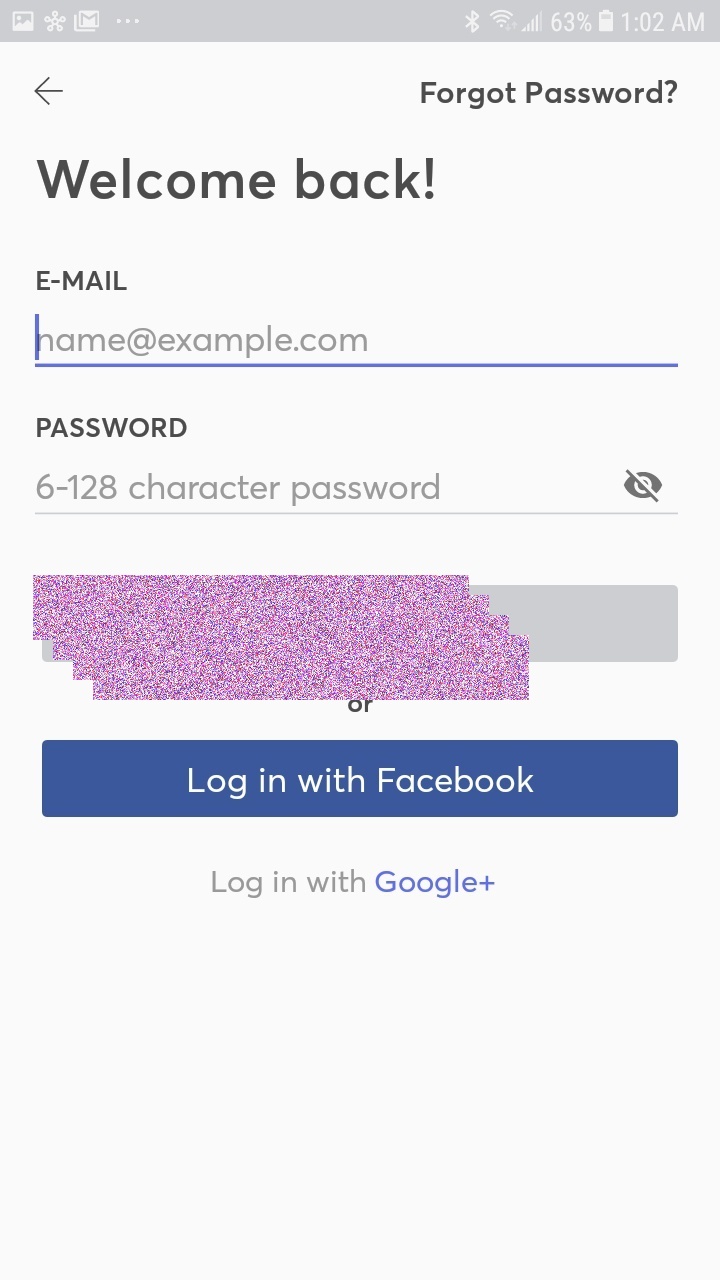 63% 1:02 AM
Forgot Password?
Welcome back!
E-MAIL
name@example.com
PASSWORD
6-128 character password
or
Log in with Facebook
Log in with Google+